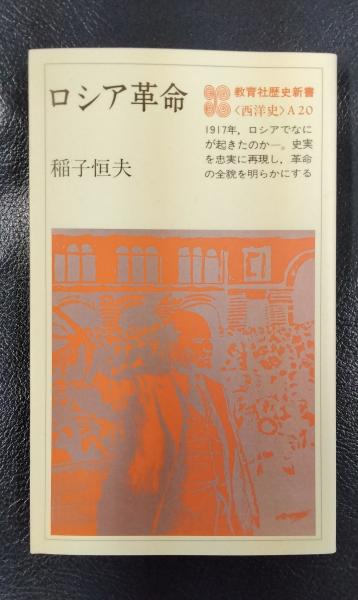 ロシア革命
稲子恒夫
教育社歴史新書
〈西洋史〉A20
1917年，ロシアでなに
が起きたのか―。史実
を忠実に再現し，革命
の全貌を明らかにする